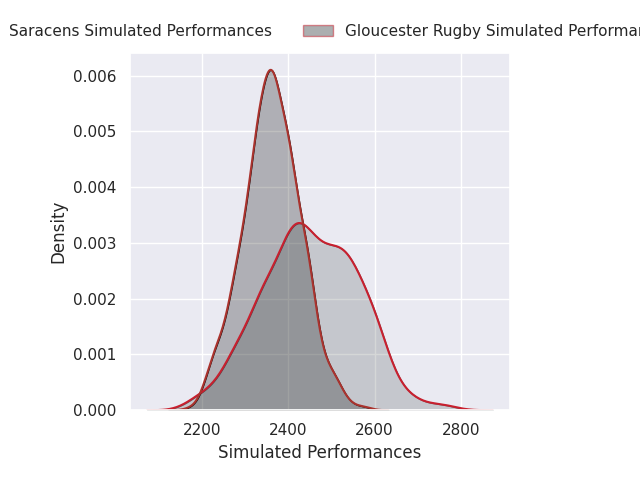 Saracens Simulated Performances
Gloucester Rugby Simulated
0.006
0.005
0.004
0.003
0.002
0.001
0.000
Density
2200 2400 2600 2800
Simulated Performances